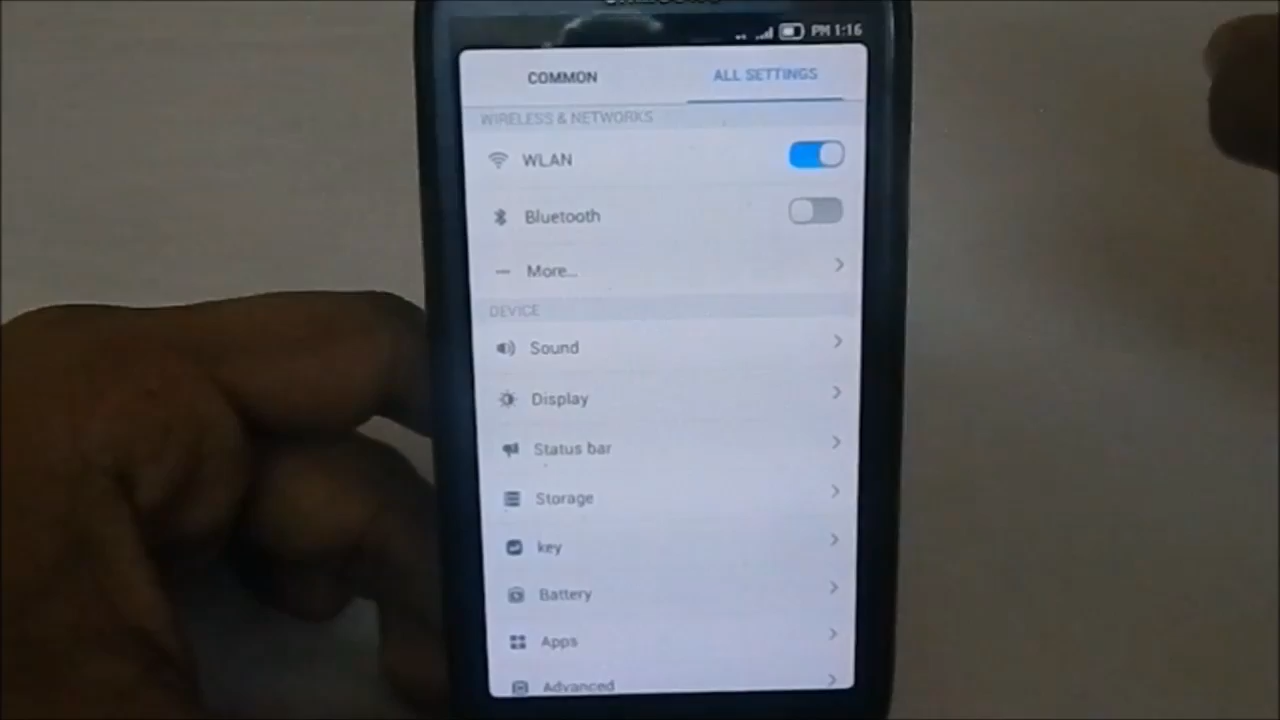 PM 1:16
COMMON
ALL SETTINGS
WIRELESS & NETWORKS
WLAN
Bluetooth
More...
DEVICE
Sound
Display
Status bar
Storage
key
Battery
Apps
Advanced